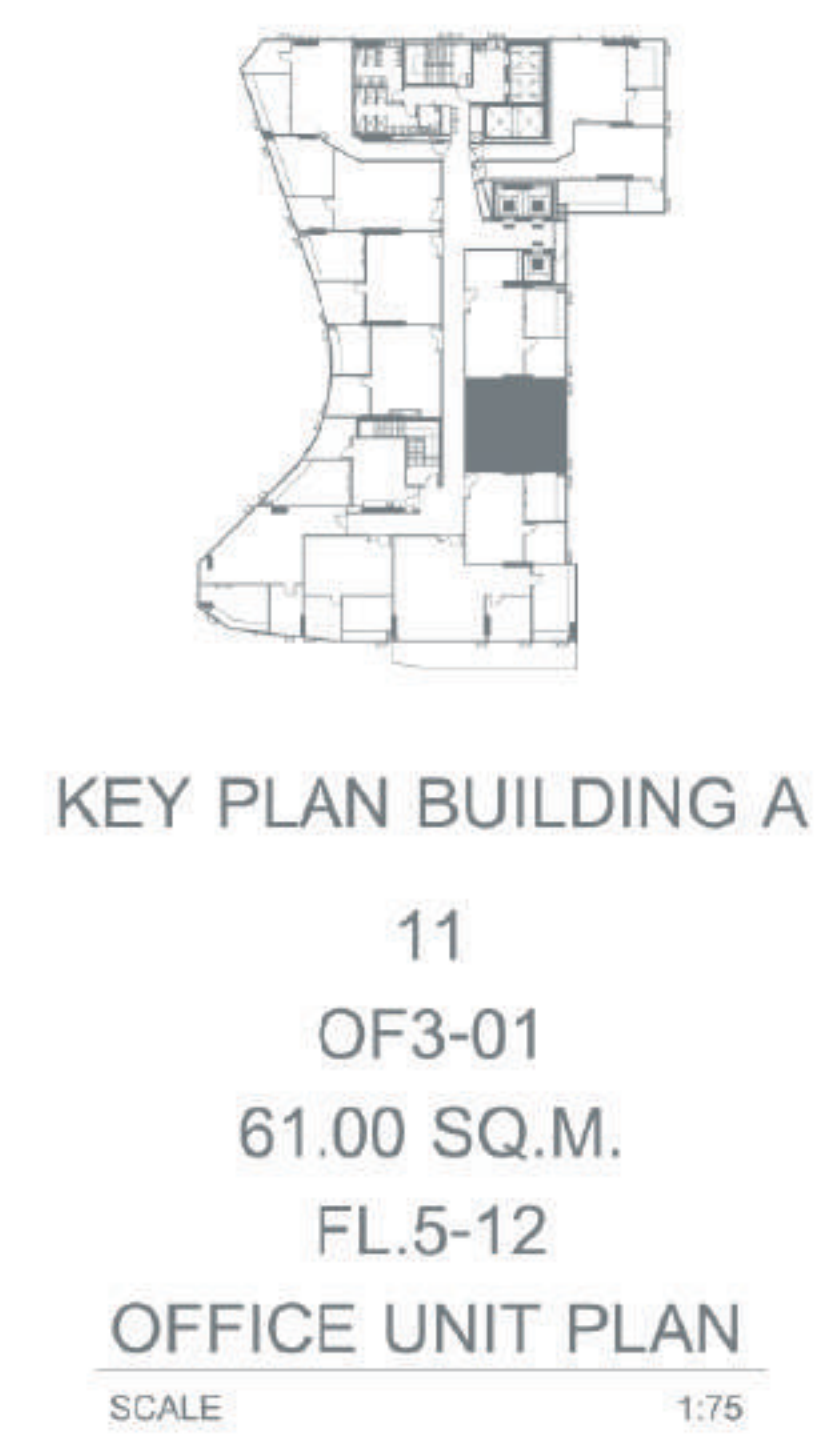 KEY PLAN BUILDING A
11
OF3-01
61.00 SQ.M.
FL.5-12
OFFICE UNIT PLAN
SCALE 1:75